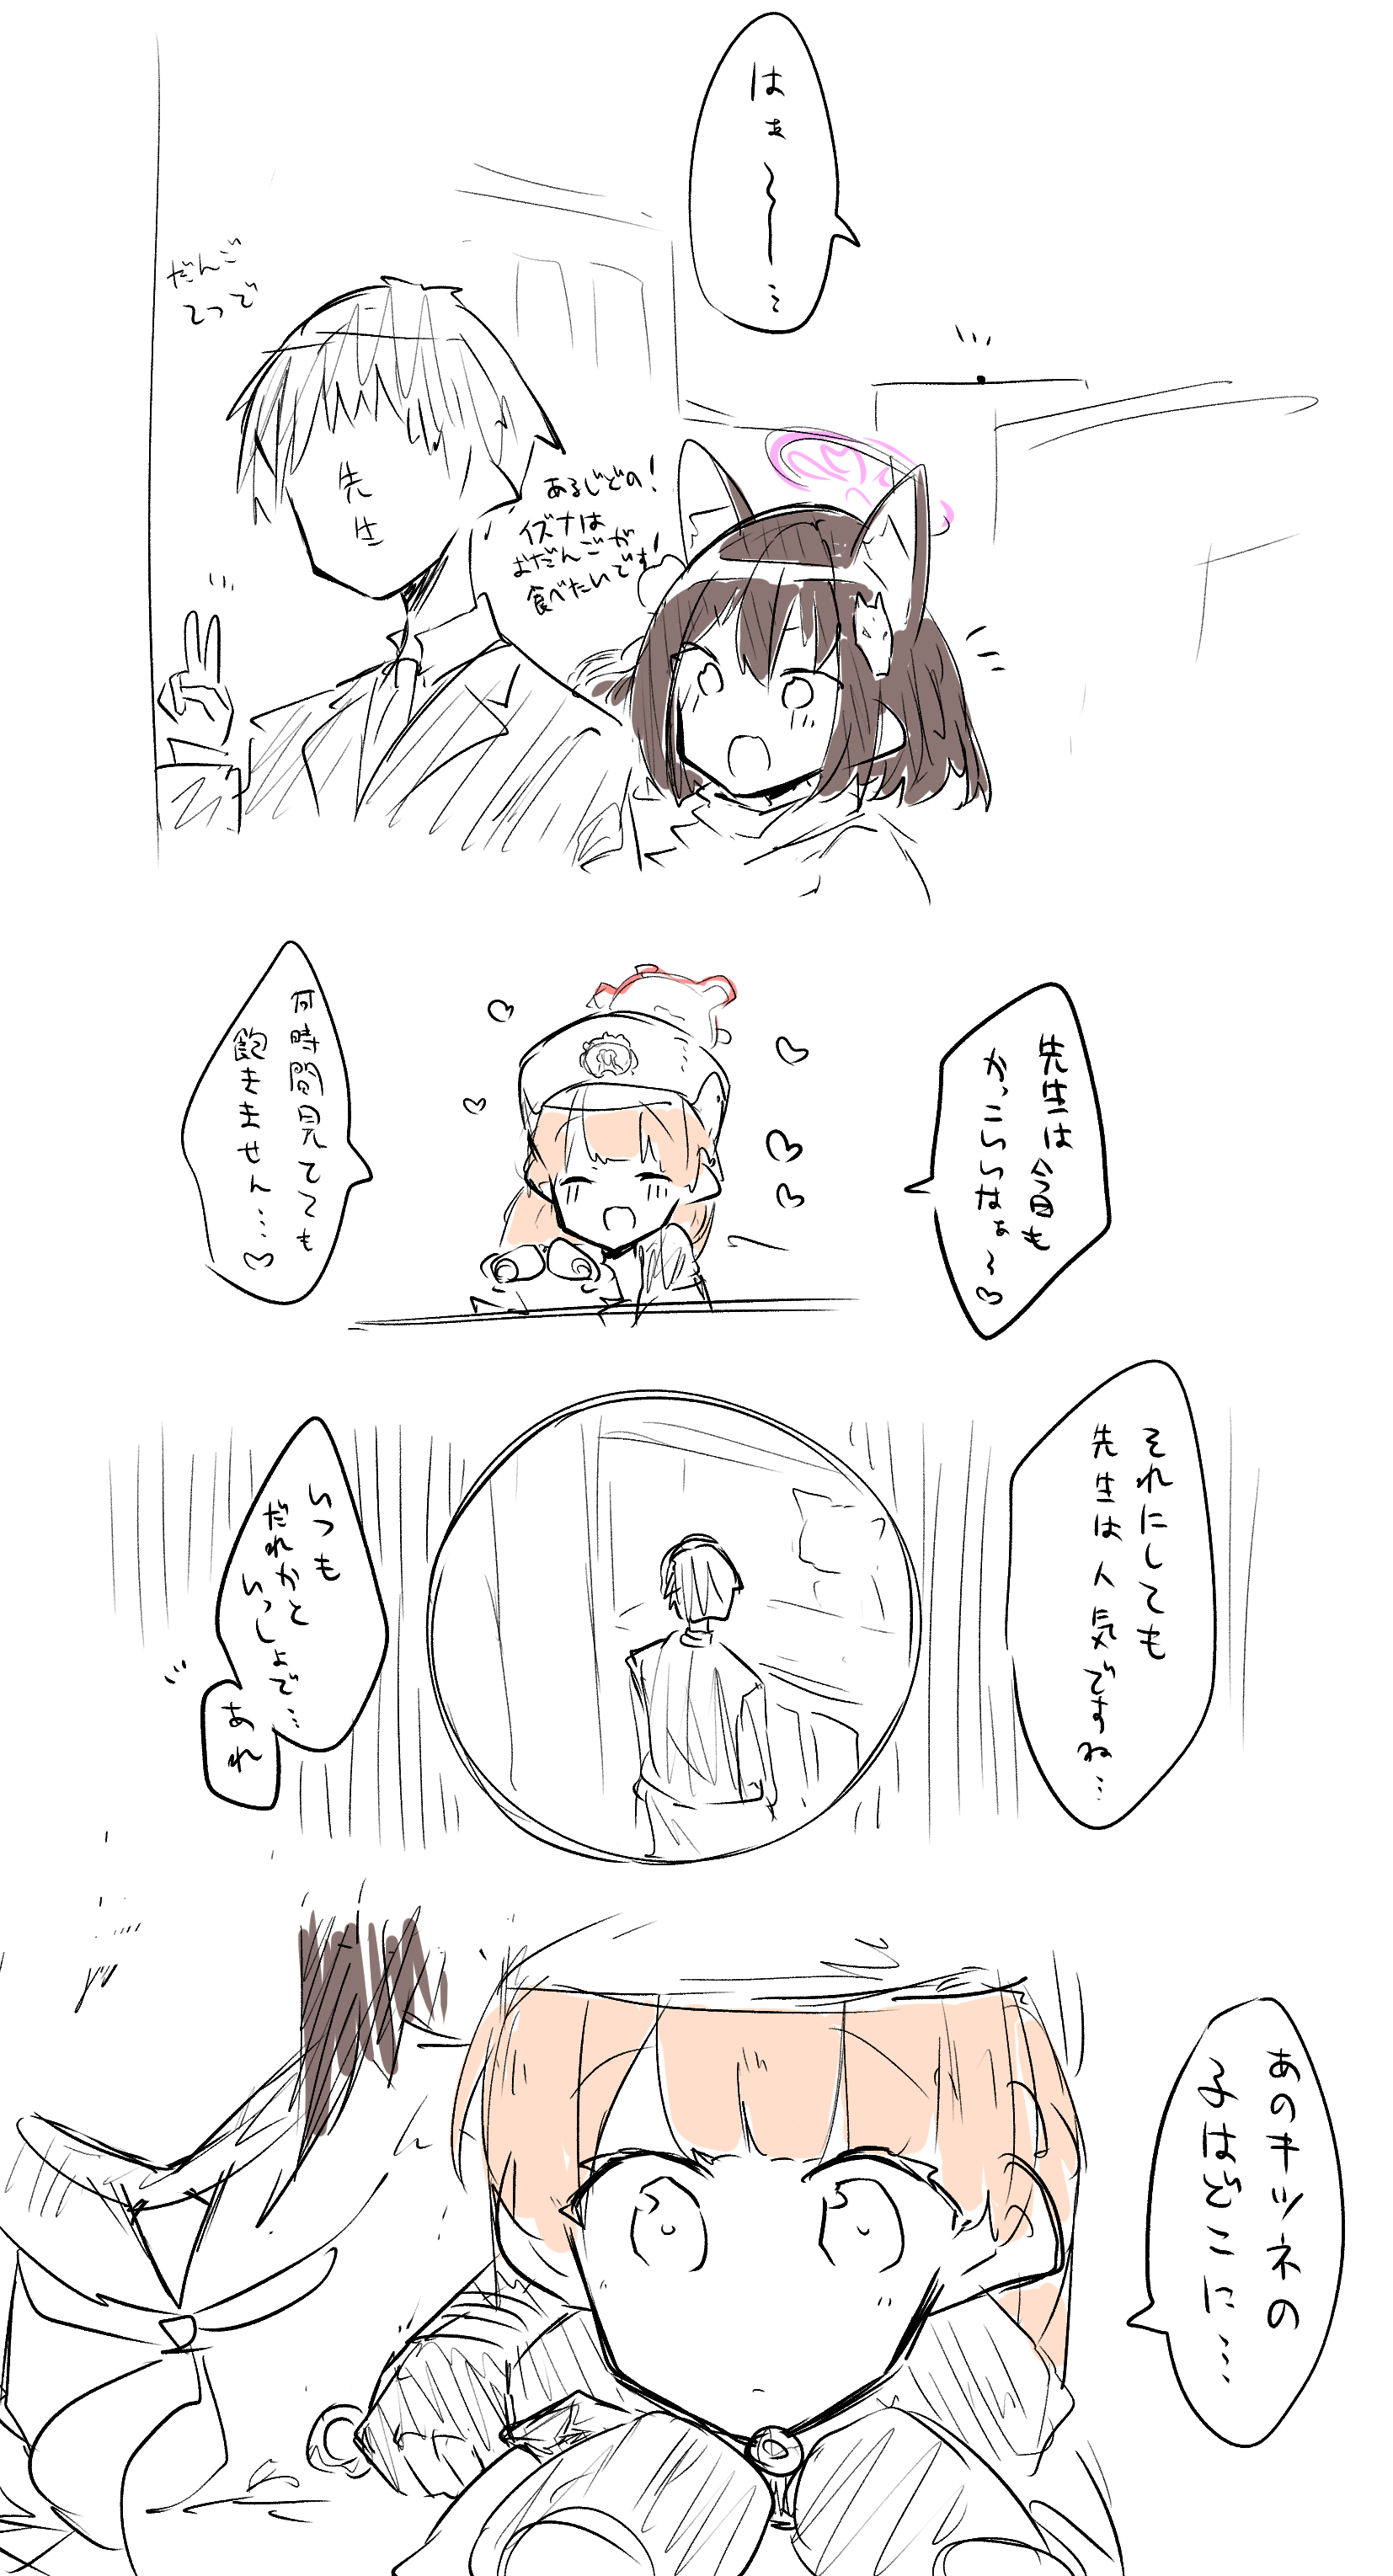 はぁ〜ー…
だんご
てつで
先生
あるじどの！
イズナは
おだんごが
食べたいです！
先生は今日も
かっこいいなぁ〜♡
何時間見てても
飽きません…♡
それにしても
先生は人気ですね…
いつも
だれかと
いっしょで…
あれ
あのキツネの
子はどこに…